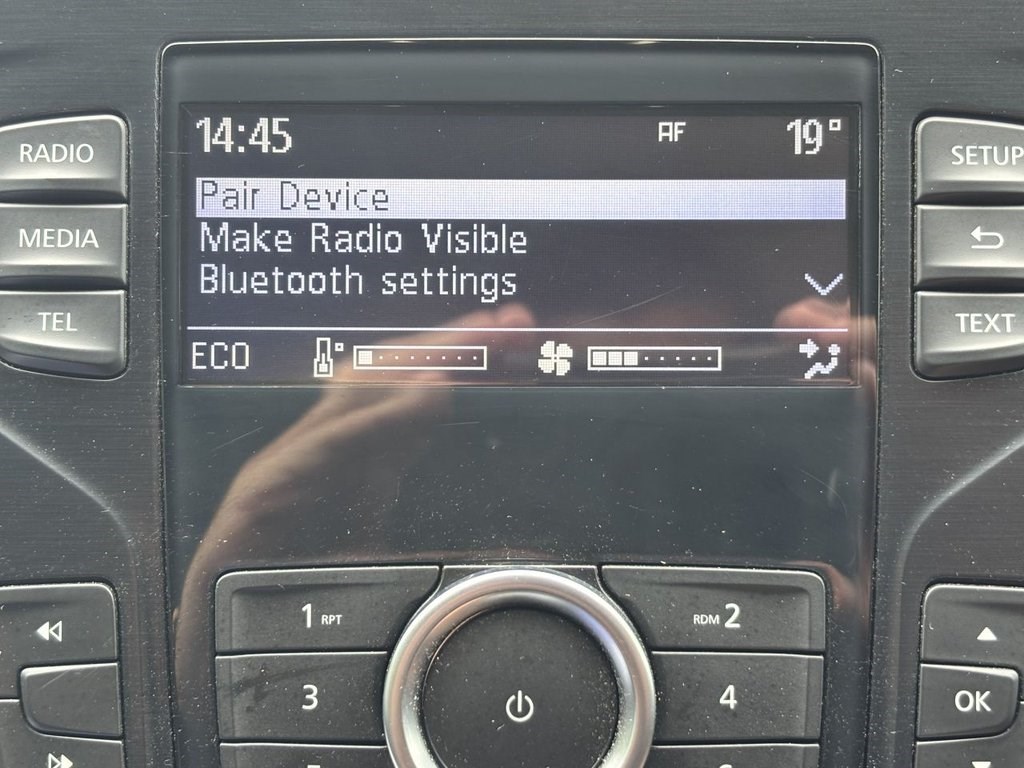 14:45 AF 19°
RADIO
SETUP
Pair Device
Make Radio Visible
MEDIA
Bluetooth settings
TEL
TEXT
ECO
1 RPT
RDM 2
3
4
OK